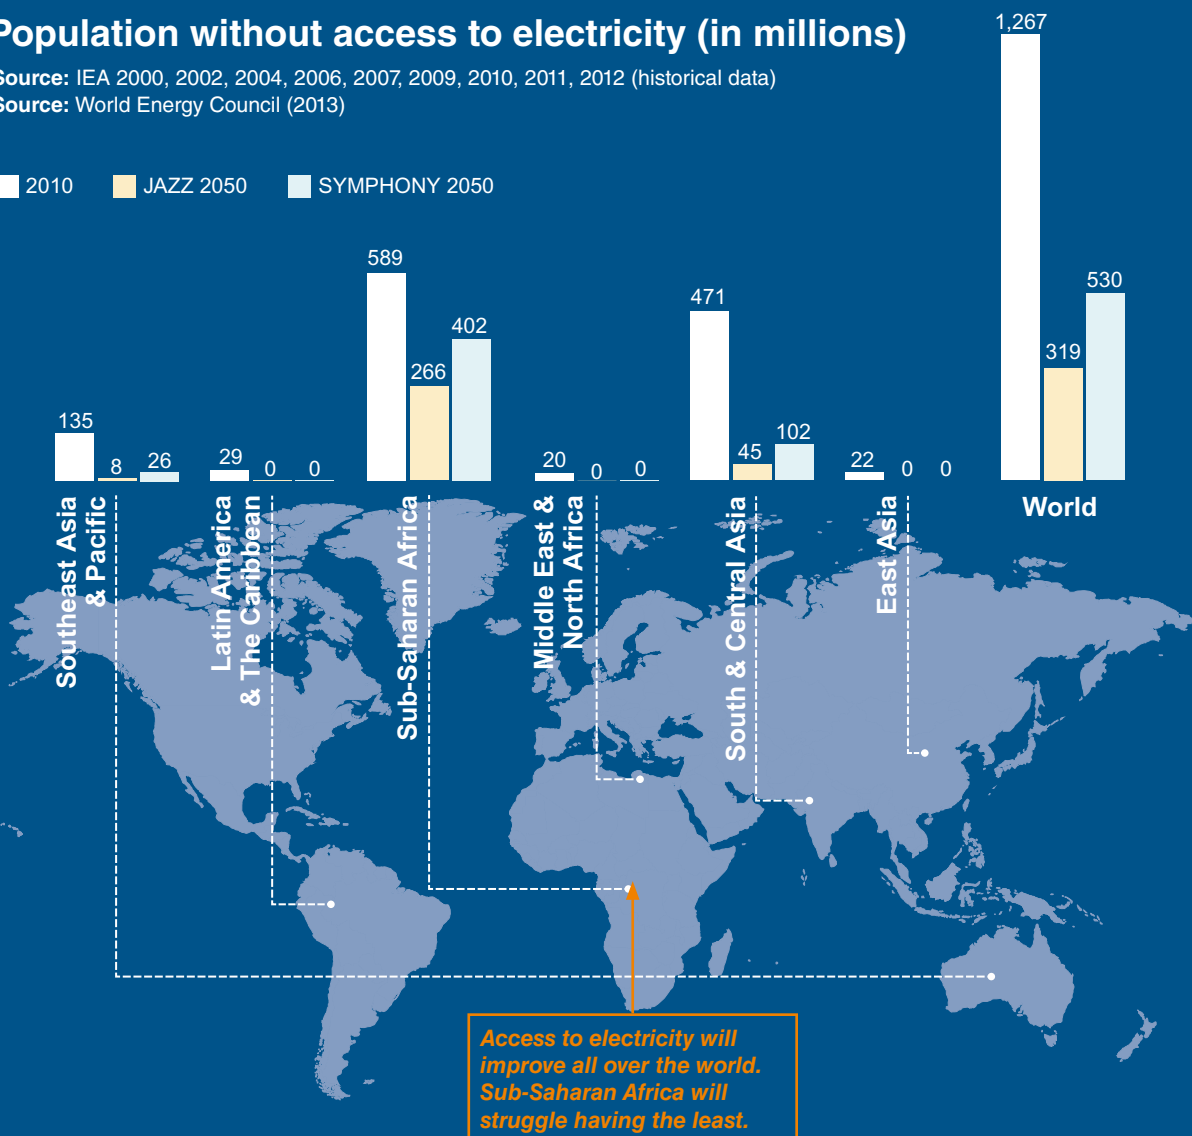 Population without access to electricity (in millions)
Source: IEA 2000, 2002, 2004, 2006, 2007, 2009, 2010, 2011, 2012 (historical data)
Source: World Energy Council (2013)
2010 JAZZ 2050 SYMPHONY 2050
135 8 26
29 0 0
589 266 402
20 0 0
471 45 102
22 0 0
1,267 319 530
Southeast Asia
& Pacific
Latin America
& The Caribbean
Sub-Saharan Africa
Middle East &
North Africa
South & Central Asia
East Asia
World
Access to electricity will
improve all over the world.
Sub-Saharan Africa will
struggle having the least.